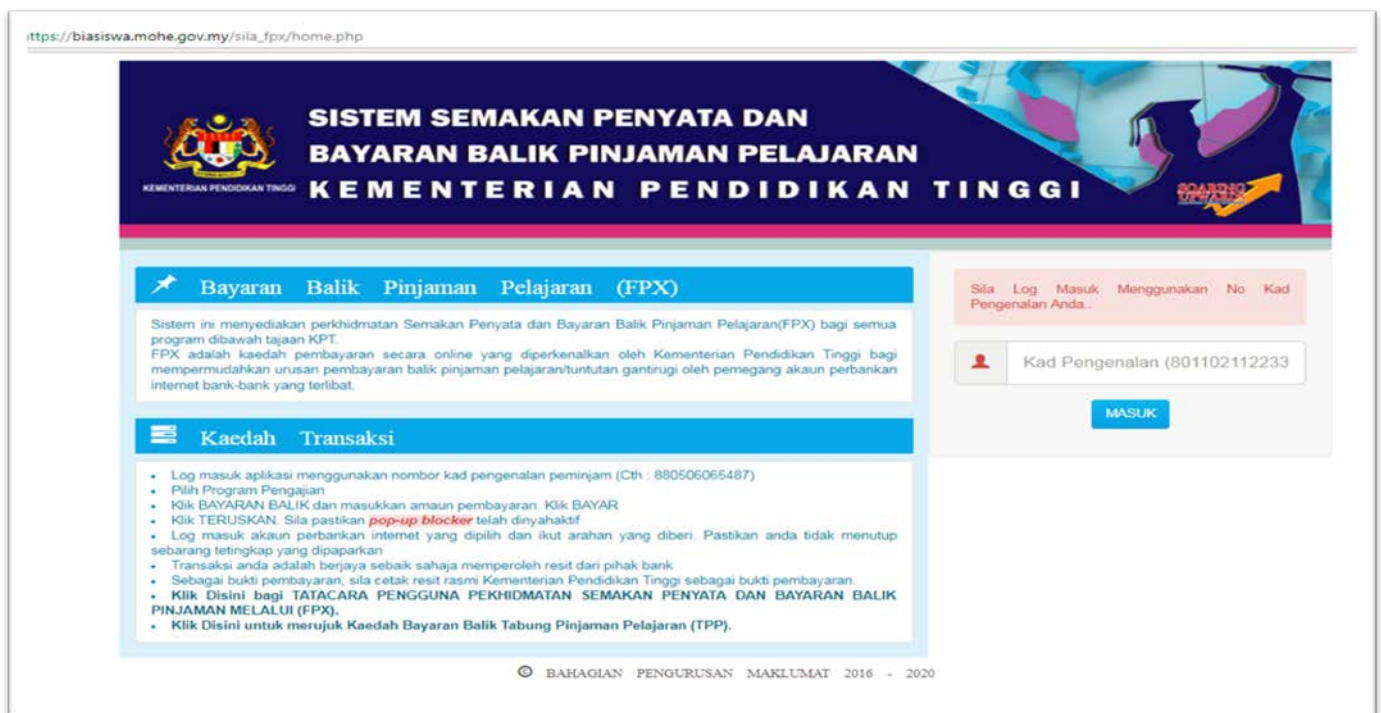 ttps://biasiswa.mohe.gov.my/sila_fpx/home.php
SISTEM SEMAKAN PENYATA DAN
BAYARAN BALIK PINJAMAN PELAJARAN
KEMENTERIAN PENDIDIKAN TINGGI
KEMENTERIAN PENDIDIKAN TINGGI
SOARING
UPWARDS
Bayaran Balik Pinjaman Pelajaran (FPX)
Sistem ini menyediakan perkhidmatan Semakan Penyata dan Bayaran Balik Pinjaman Pelajaran(FPX) bagi semua
program dibawah tajaan KPT.
FPX adalah kaedah pembayaran secara online yang diperkenalkan oleh Kementerian Pendidikan Tinggi bagi
mempermudahkan urusan pembayaran balik pinjaman pelajaran/tuntutan gantirugi oleh pemegang akaun perbankan
internet bank-bank yang terlibat.
Kaedah Transaksi
• Log masuk aplikasi menggunakan nombor kad pengenalan peminjam (Cth : 880506065487)
• Pilih Program Pengajian
• Klik BAYARAN BALIK dan masukkan amaun pembayaran. Klik BAYAR
• Klik TERUSKAN. Sila pastikan pop-up blocker telah dinyahaktif
• Log masuk akaun perbankan internet yang dipilih dan ikut arahan yang diberi. Pastikan anda tidak menutup
sebarang tetingkap yang dipaparkan
• Transaksi anda adalah berjaya sebaik sahaja memperoleh resit dari pihak bank
• Sebagai bukti pembayaran, sila cetak resit rasmi Kementerian Pendidikan Tinggi sebagai bukti pembayaran.
• Klik Disini bagi TATACARA PENGGUNA PEKHIDMATAN SEMAKAN PENYATA DAN BAYARAN BALIK
PINJAMAN MELALUI (FPX).
• Klik Disini untuk merujuk Kaedah Bayaran Balik Tabung Pinjaman Pelajaran (TPP).
Sila Log Masuk Menggunakan No Kad
Pengenalan Anda..
Kad Pengenalan (801102112233
MASUK
© BAHAGIAN PENGURUSAN MAKLUMAT 2016 - 2020